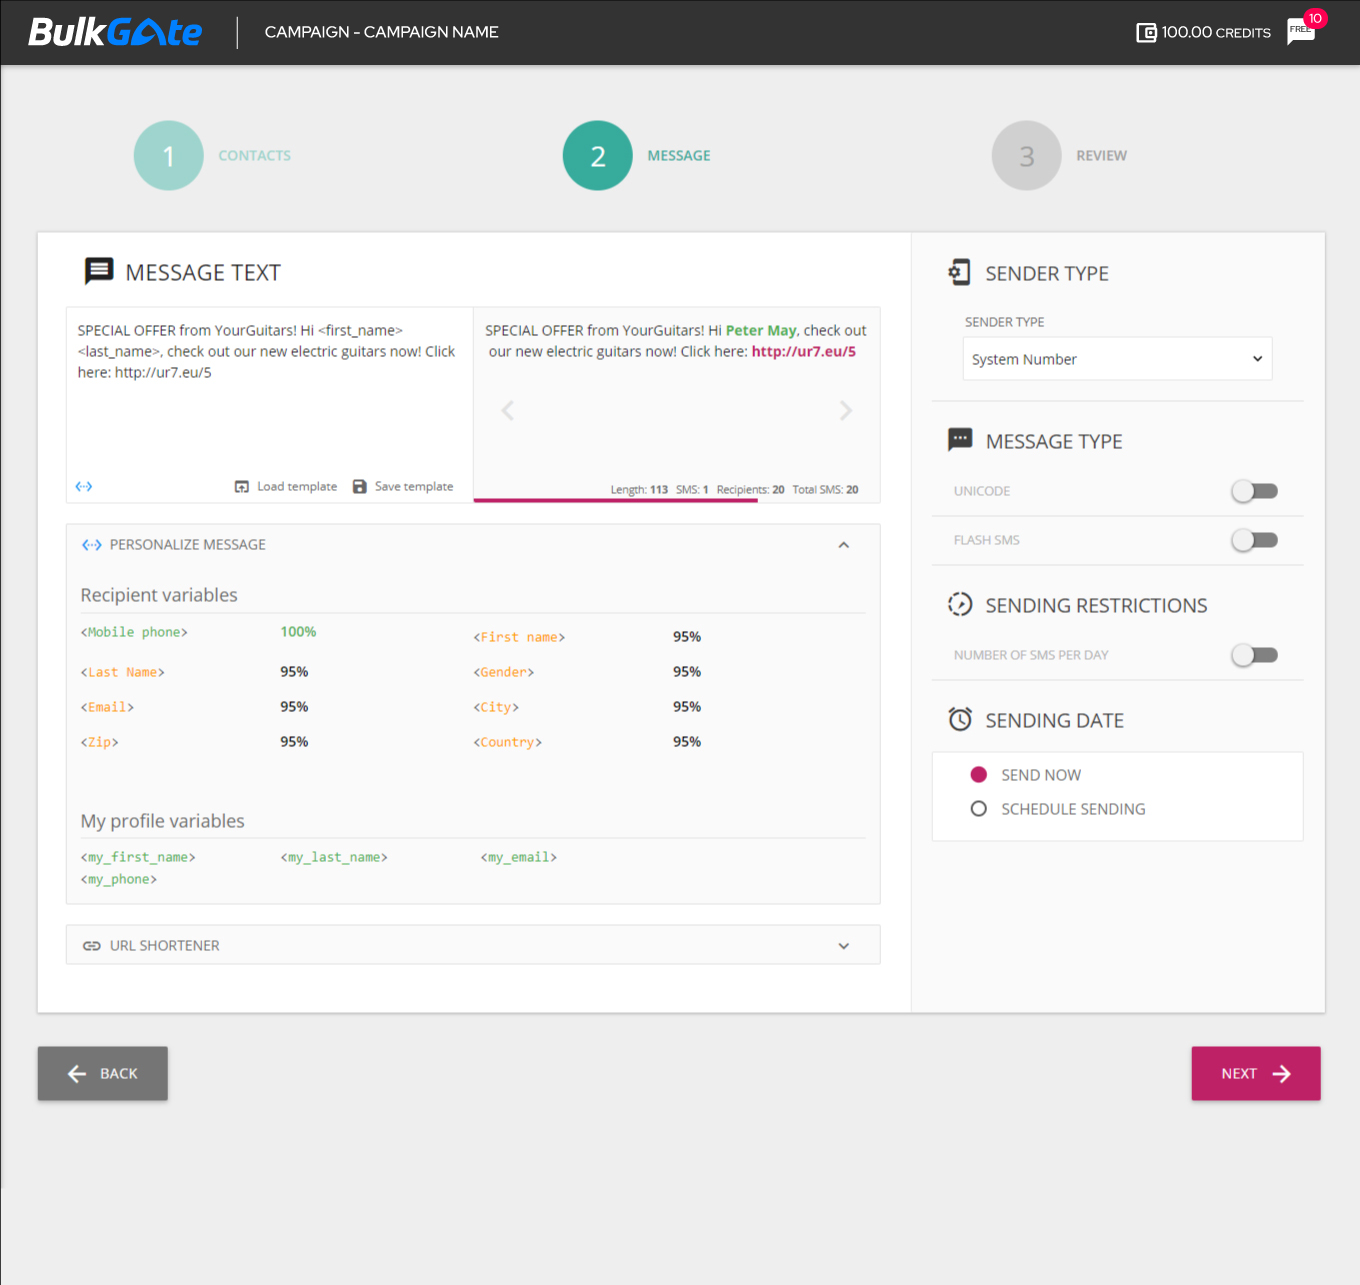 BulkGate
CAMPAIGN - CAMPAIGN NAME
100.00 CREDITS
FREE
10
1
CONTACTS
2
MESSAGE
3
REVIEW
MESSAGE TEXT
SPECIAL OFFER from YourGuitars! Hi <first_name>
<last_name>, check out our new electric guitars now! Click
here: http://ur7.eu/5
Load template
Save template
SPECIAL OFFER from YourGuitars! Hi Peter May, check out
our new electric guitars now! Click here: http://ur7.eu/5
Length: 113 SMS: 1 Recipients: 20 Total SMS: 20
PERSONALIZE MESSAGE
Recipient variables
<Mobile phone> 100% <First name> 95%
<Last Name> 95% <Gender> 95%
<Email> 95% <City> 95%
<Zip> 95% <Country> 95%
My profile variables
<my_first_name> <my_last_name> <my_email>
<my_phone>
URL SHORTENER
SENDER TYPE
SENDER TYPE
System Number
MESSAGE TYPE
UNICODE
FLASH SMS
SENDING RESTRICTIONS
NUMBER OF SMS PER DAY
SENDING DATE
SEND NOW
SCHEDULE SENDING
BACK
NEXT